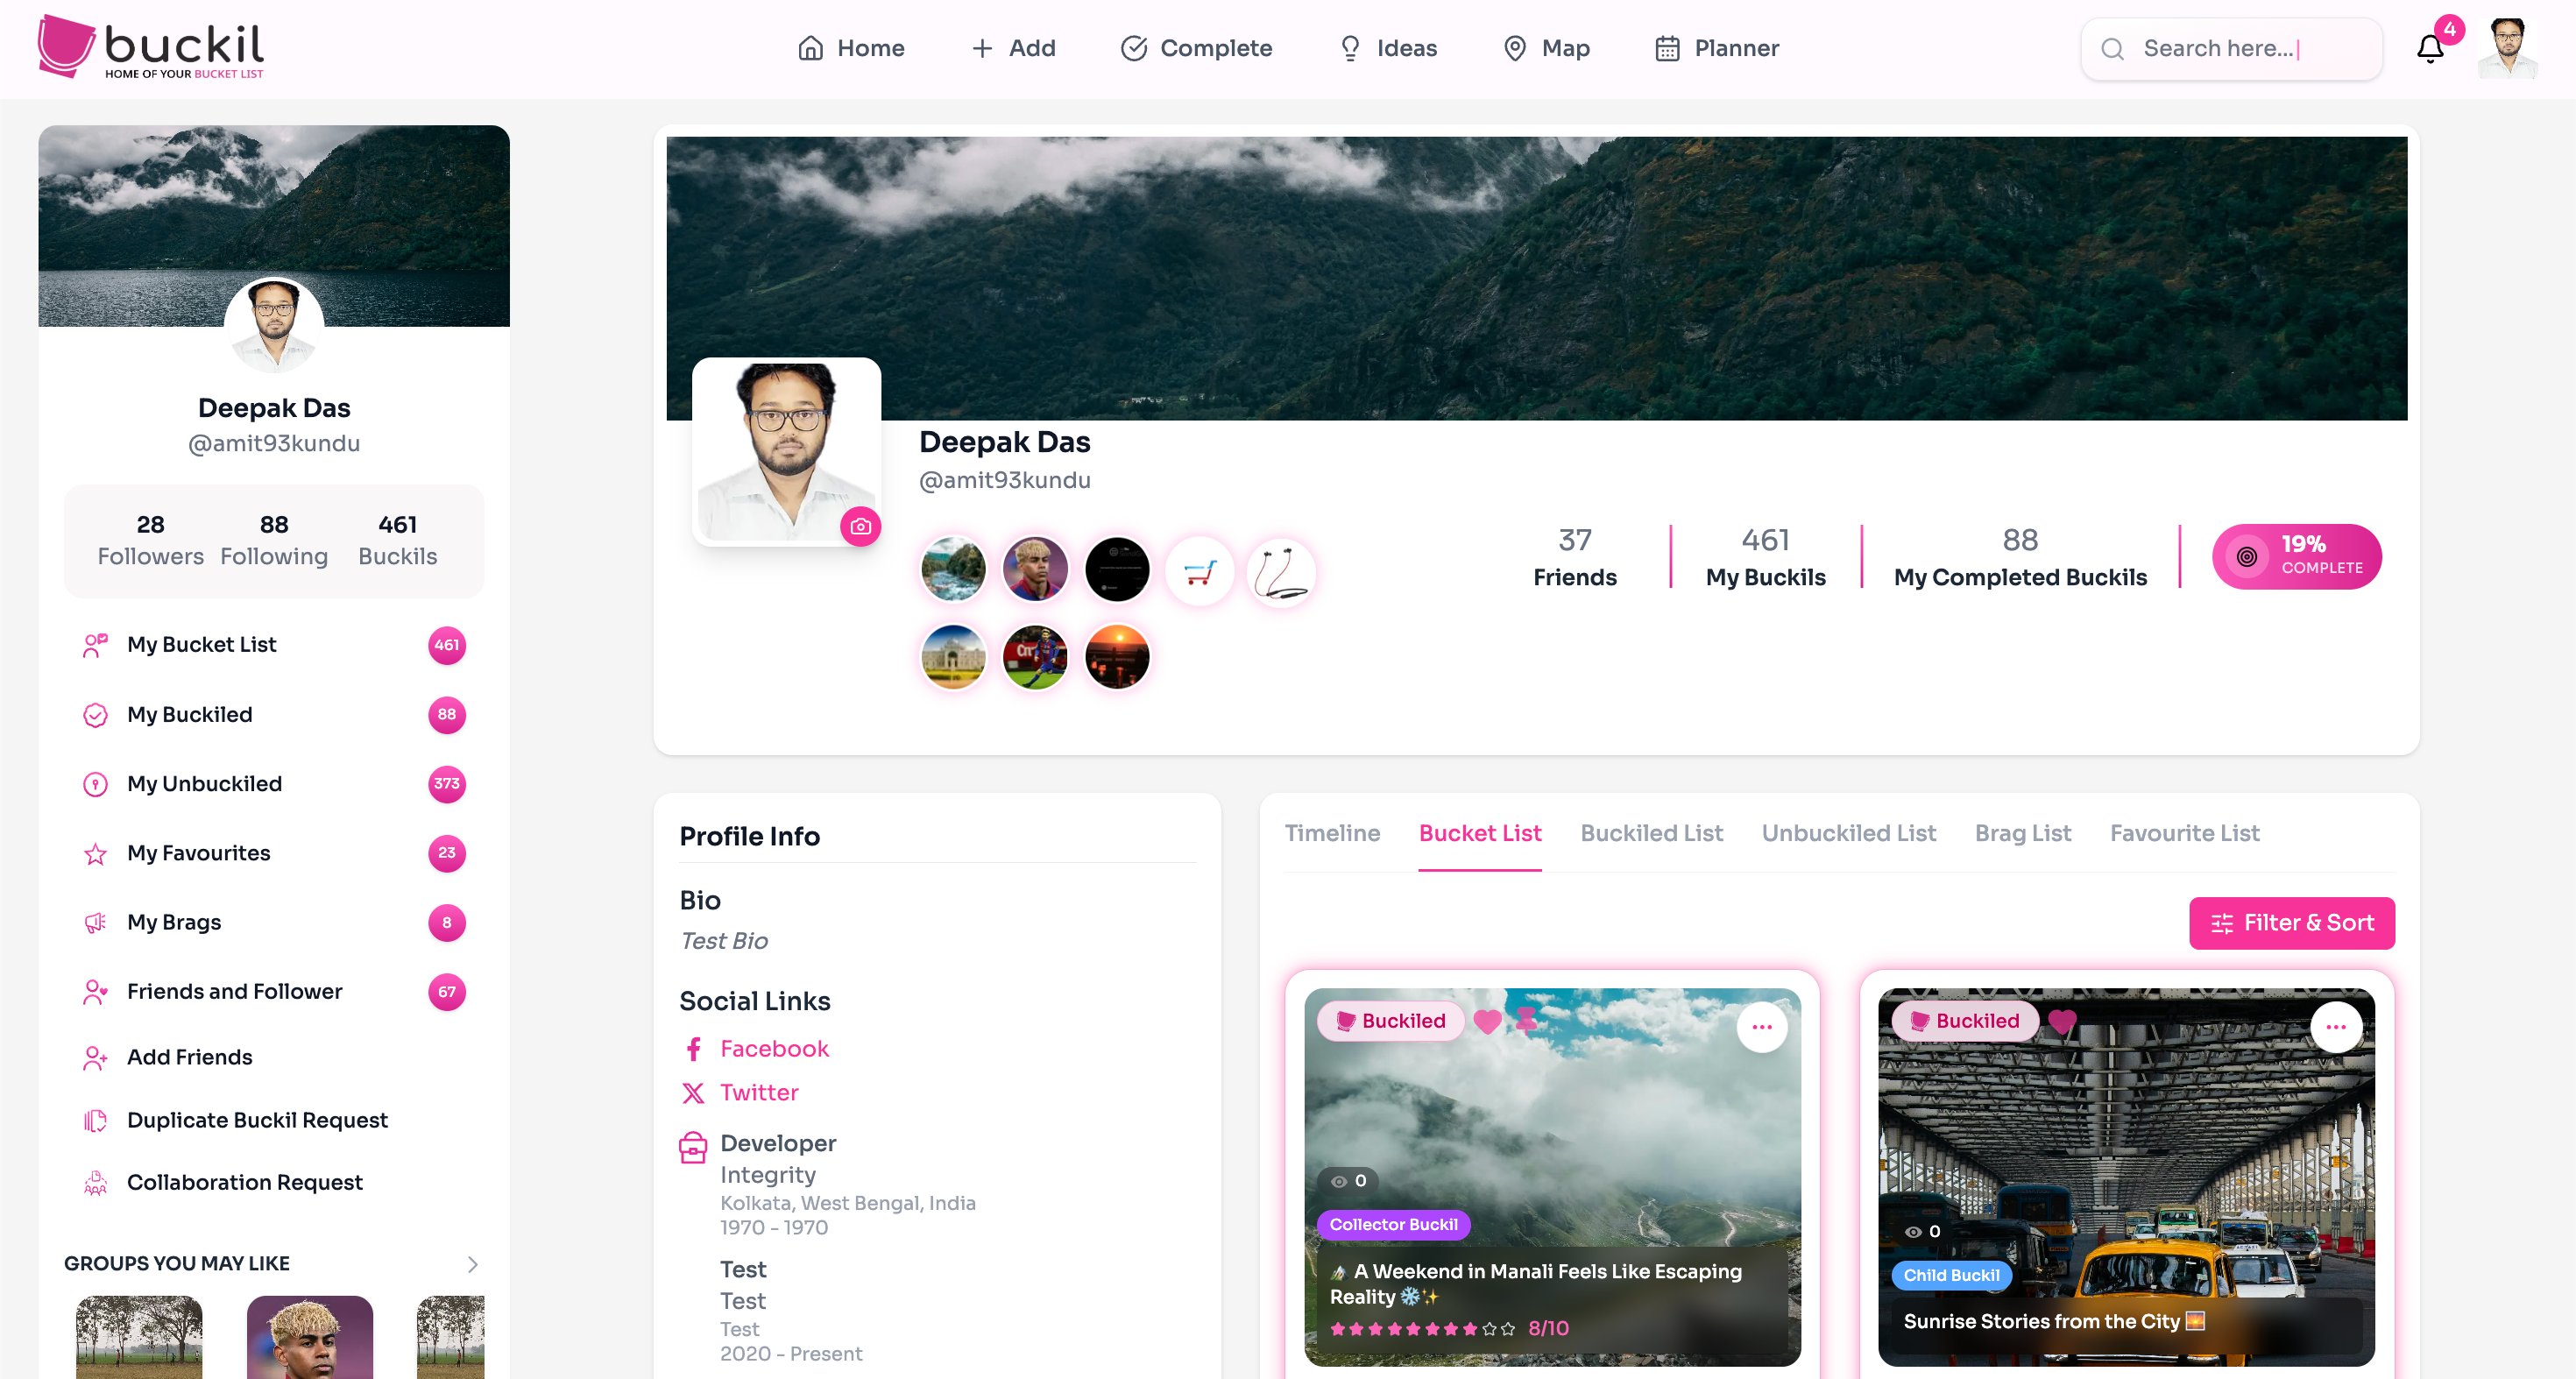 buckil
HOME OF YOUR BUCKET LIST
Home
Add
Complete
Ideas
Map
Planner
Search here...
4
Deepak Das
@amit93kundu
28
Followers
88
Following
461
Buckils
My Bucket List
461
My Buckiled
88
My Unbuckiled
373
My Favourites
23
My Brags
8
Friends and Follower
67
Add Friends
Duplicate Buckil Request
Collaboration Request
GROUPS YOU MAY LIKE
Deepak Das
@amit93kundu
37
Friends
461
My Buckils
88
My Completed Buckils
19%
COMPLETE
Profile Info
Bio
Test Bio
Social Links
Facebook
Twitter
Developer
Integrity
Kolkata, West Bengal, India
1970 - 1970
Test
Test
Test
2020 - Present
Timeline
Bucket List
Buckiled List
Unbuckiled List
Brag List
Favourite List
Filter & Sort
Buckiled
0
Collector Buckil
⛰️ A Weekend in Manali Feels Like Escaping
Reality ❄️✨
8/10
Buckiled
0
Child Buckil
Sunrise Stories from the City 🌅